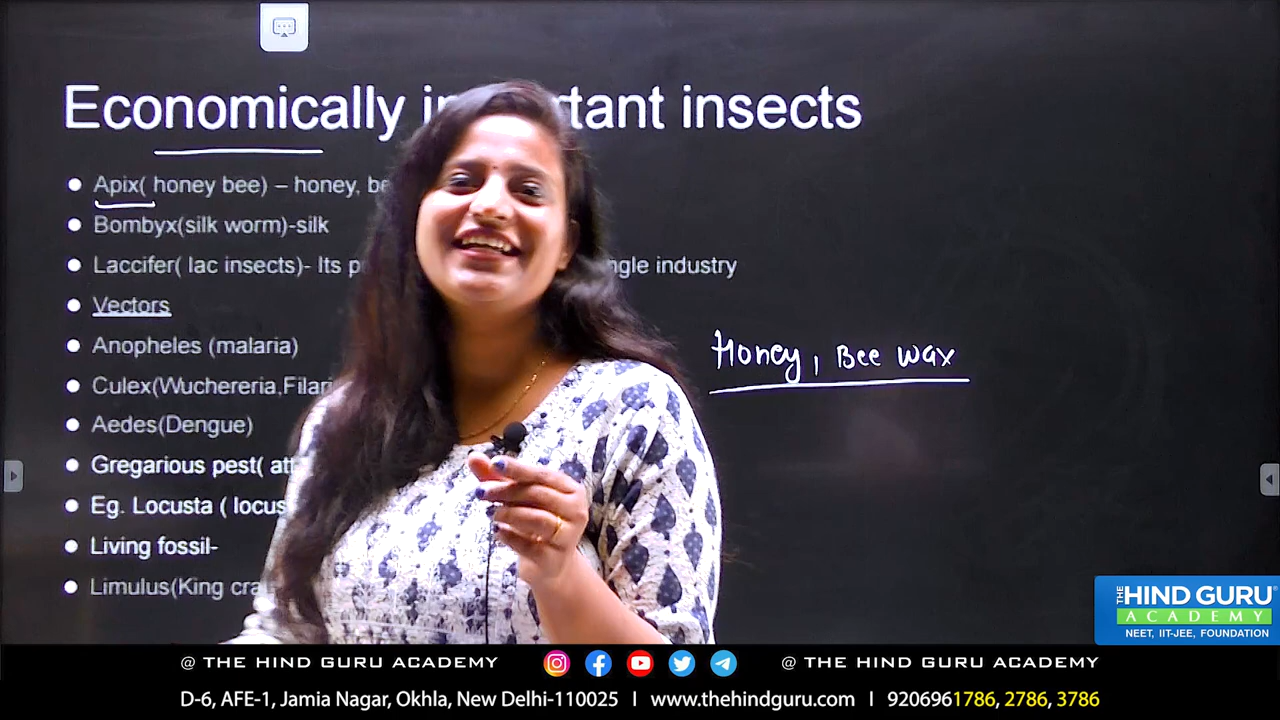 Economically important insects
Apix( honey bee) – honey, be
Bombyx(silk worm)-silk
Laccifer( lac insects)- Its p ngle industry
Vectors
Anopheles (malaria)
Culex(Wuchereria,Filari
Aedes(Dengue)
Gregarious pest( att
Eg. Locusta ( locus
Living fossil-
Limulus(King cra
Honey, Bee wax
THE HIND GURU
ACADEMY
NEET, IIT-JEE, FOUNDATION
@ THE HIND GURU ACADEMY @ THE HIND GURU ACADEMY
D-6, AFE-1, Jamia Nagar, Okhla, New Delhi-110025 I www.thehindguru.com I 9206961786, 2786, 3786